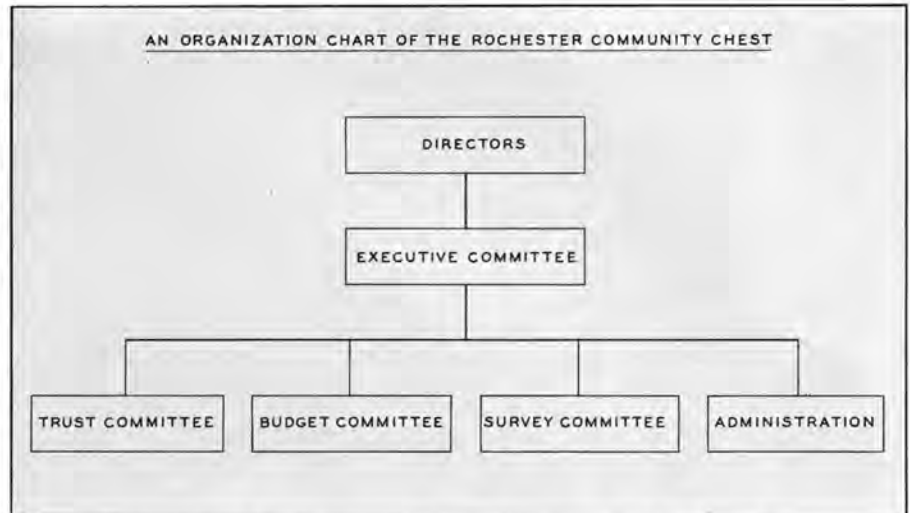 AN ORGANIZATION CHART OF THE ROCHESTER COMMUNITY CHEST
DIRECTORS
EXECUTIVE COMMITTEE
TRUST COMMITTEE
BUDGET COMMITTEE
SURVEY COMMITTEE
ADMINISTRATION